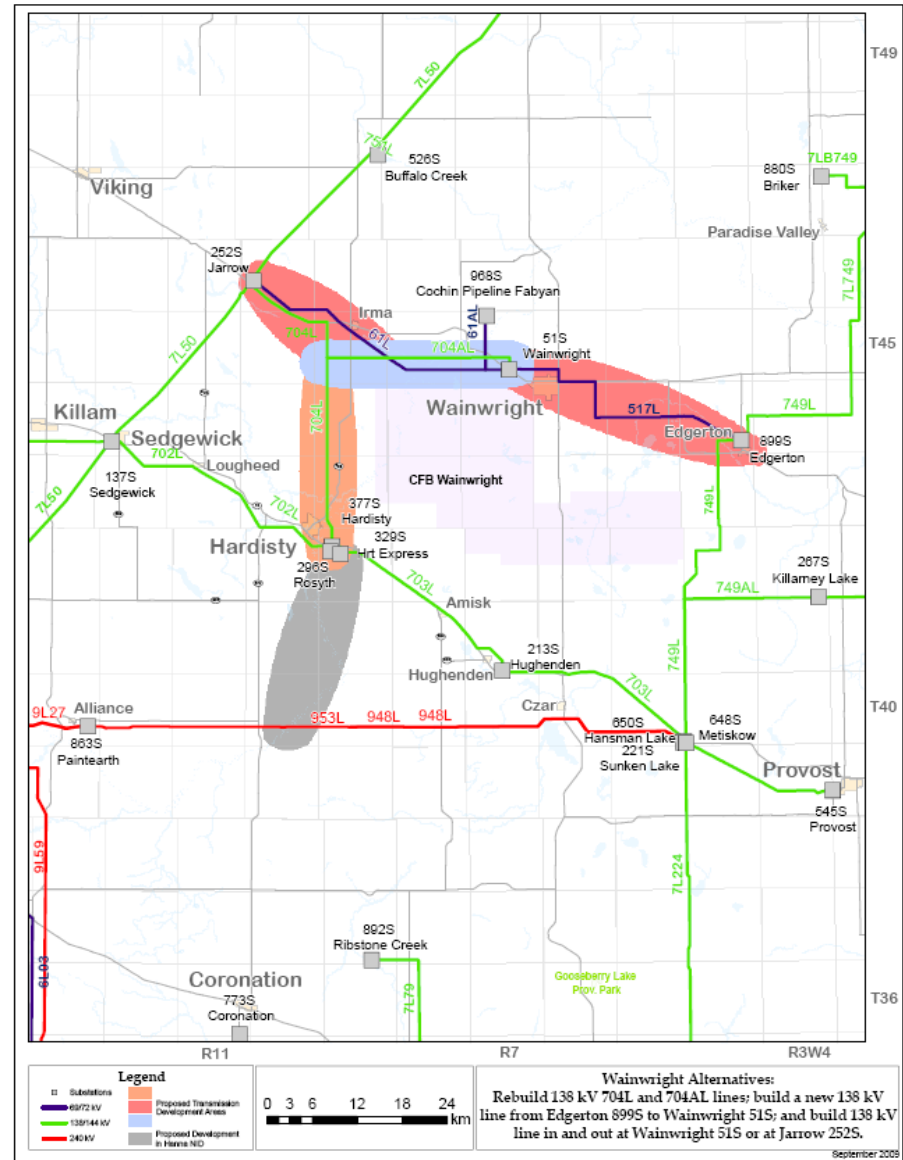 T49
7L50
751L
526S
Buffalo Creek
7LB749
880S
Briker
Viking
Paradise Valley
252S
Jarrow
968S
Cochin Pipeline Fabyan
7L749
Irma
61AL
704L
61L
704AL
51S
Wainwright
T45
7L50
Killam
Wainwright
517L
749L
704L
Sedgewick
Edgerton
899S
Edgerton
702L
Lougheed
137S
Sedgewick
CFB Wainwright
749L
7L50
377S
Hardisty
702L
Hardisty
329S
Hrt Express
296S
Rosyth
703L
267S
Killarney Lake
Amisk
749AL
213S
Hughenden
Hughenden
749L
703L
9L27
Alliance
953L
948L
948L
Czar
T40
863S
Paintearth
650S
Hansman Lake
648S
Metiskow
221S
Sunken Lake
Provost
545S
Provost
9L59
7L224
6L03
892S
Ribstone Creek
Coronation
7L79
Gooseberry Lake
Prov. Park
773S
Coronation
T36
R11
R7
R3W4
Legend
Substations
69/72 kV
138/144 kV
240 kV
Proposed Transmission
Development Areas
Proposed Development
in Hanna NID
0 3 6 12 18 24
km
Wainwright Alternatives:
Rebuild 138 kV 704L and 704AL lines; build a new 138 kV
line from Edgerton 899S to Wainwright 51S; and build 138 kV
line in and out at Wainwright 51S or at Jarrow 252S.
September 2009